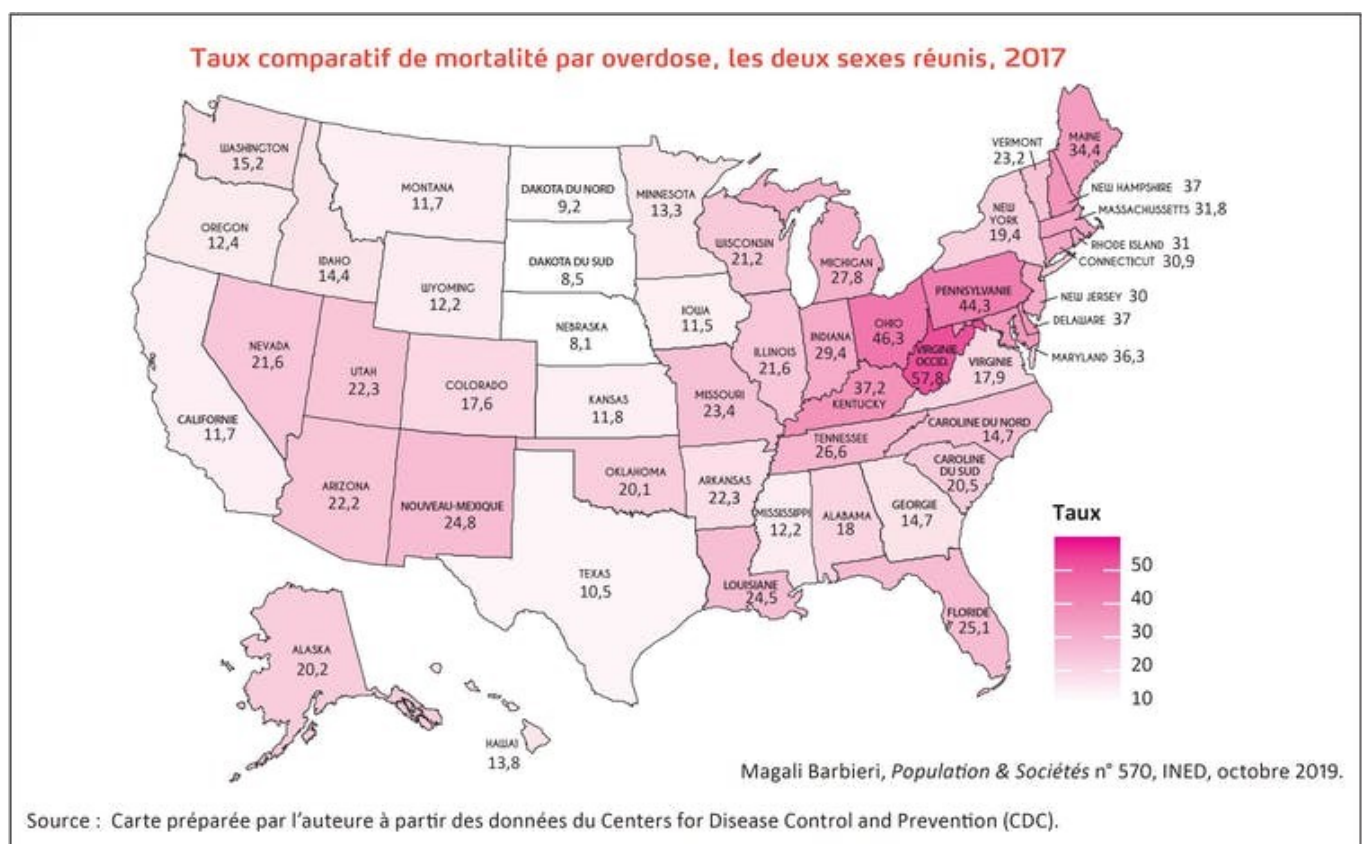 Taux comparatif de mortalité par overdose, les deux sexes réunis, 2017
WASHINGTON
15,2
OREGON
12,4
CALIFORNIE
11,7
NEVADA
21,6
IDAHO
14,4
MONTANA
11,7
WYOMING
12,2
UTAH
22,3
ARIZONA
22,2
COLORADO
17,6
NOUVEAU-MEXIQUE
24,8
DAKOTA DU NORD
9,2
DAKOTA DU SUD
8,5
NEBRASKA
8,1
KANSAS
11,8
OKLAHOMA
20,1
TEXAS
10,5
MINNESOTA
13,3
IOWA
11,5
MISSOURI
23,4
ARKANSAS
22,3
LOUISIANE
24,5
WISCONSIN
21,2
ILLINOIS
21,6
MICHIGAN
27,8
INDIANA
29,4
OHIO
46,3
37,2
KENTUCKY
TENNESSEE
26,6
MISSISSIPPI
12,2
ALABAMA
18
GEORGIE
14,7
FLORIDE
25,1
CAROLINE
DU SUD
20,5
CAROLINE DU NORD
14,7
VIRGINIE
17,9
VIRGINIE
OCCID.
57,8
PENNSYLVANIE
44,3
NEW
YORK
19,4
VERMONT
23,2
MAINE
34,4
NEW HAMPSHIRE 37
MASSACHUSSETTS 31,8
RHODE ISLAND 31
CONNECTICUT 30,9
NEW JERSEY 30
DELAWARE 37
MARYLAND 36,3
ALASKA
20,2
HAWAI
13,8
Taux
50
40
30
20
10
Magali Barbieri, Population & Sociétés n° 570, INED, octobre 2019.
Source : Carte préparée par l'auteure à partir des données du Centers for Disease Control and Prevention (CDC).